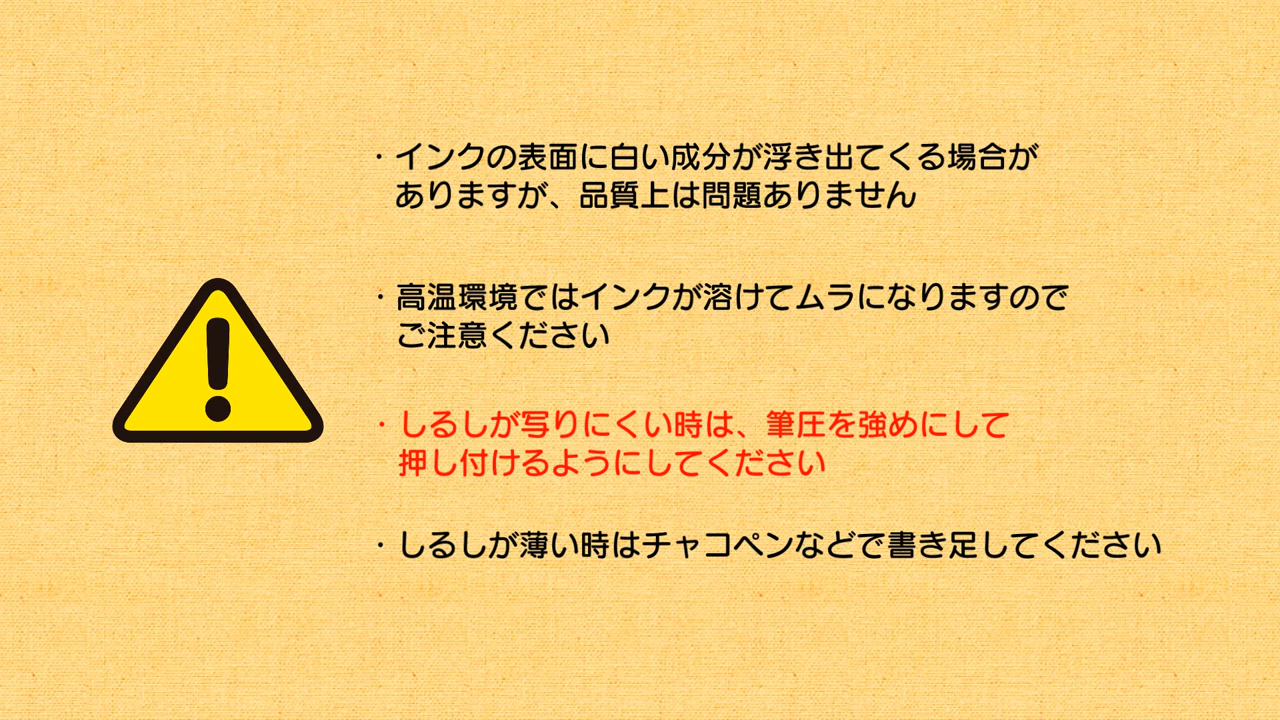 ・インクの表面に白い成分が浮き出てくる場合が
ありますが、品質上は問題ありません
・高温環境ではインクが溶けてムラになりますので
ご注意ください
・しるしが写りにくい時は、筆圧を強めにして
押し付けるようにしてください
・しるしが薄い時はチャコペンなどで書き足してください